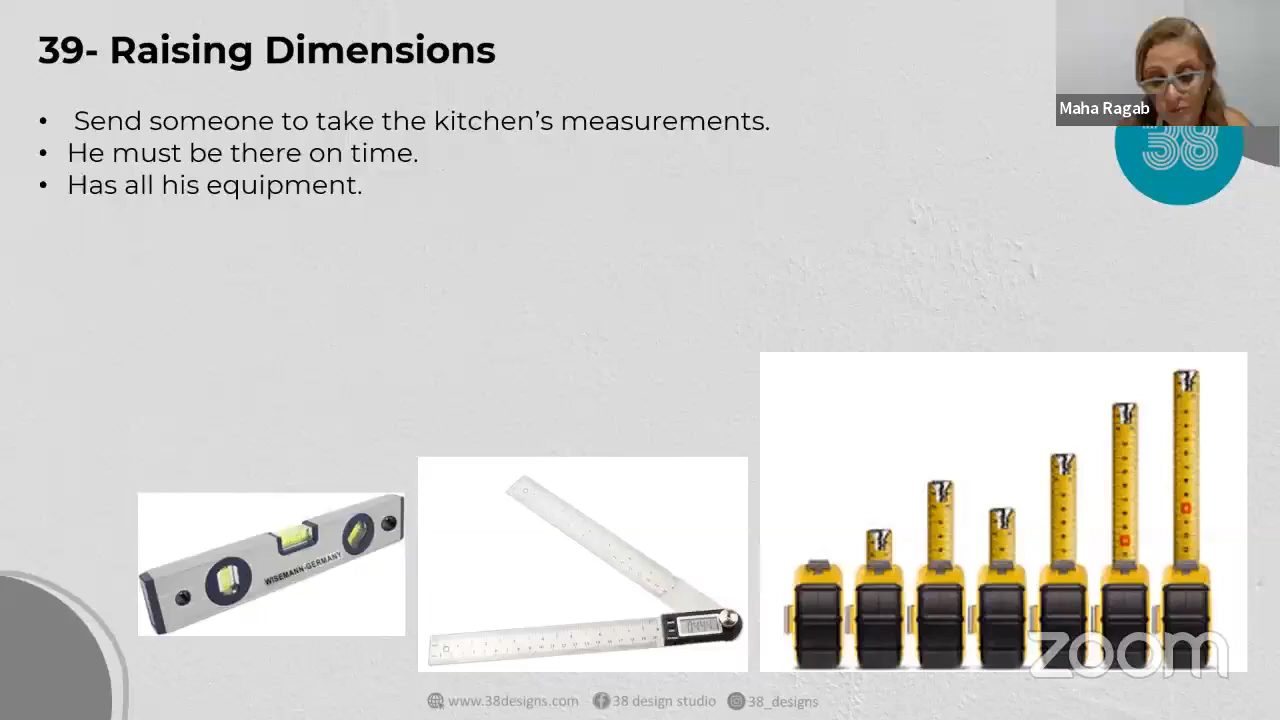 39- Raising Dimensions
Maha Ragab
38
• Send someone to take the kitchen’s measurements.
• He must be there on time.
• Has all his equipment.
WISEMANN-GERMANY
zoom
www.38designs.com 38 design studio 38_designs